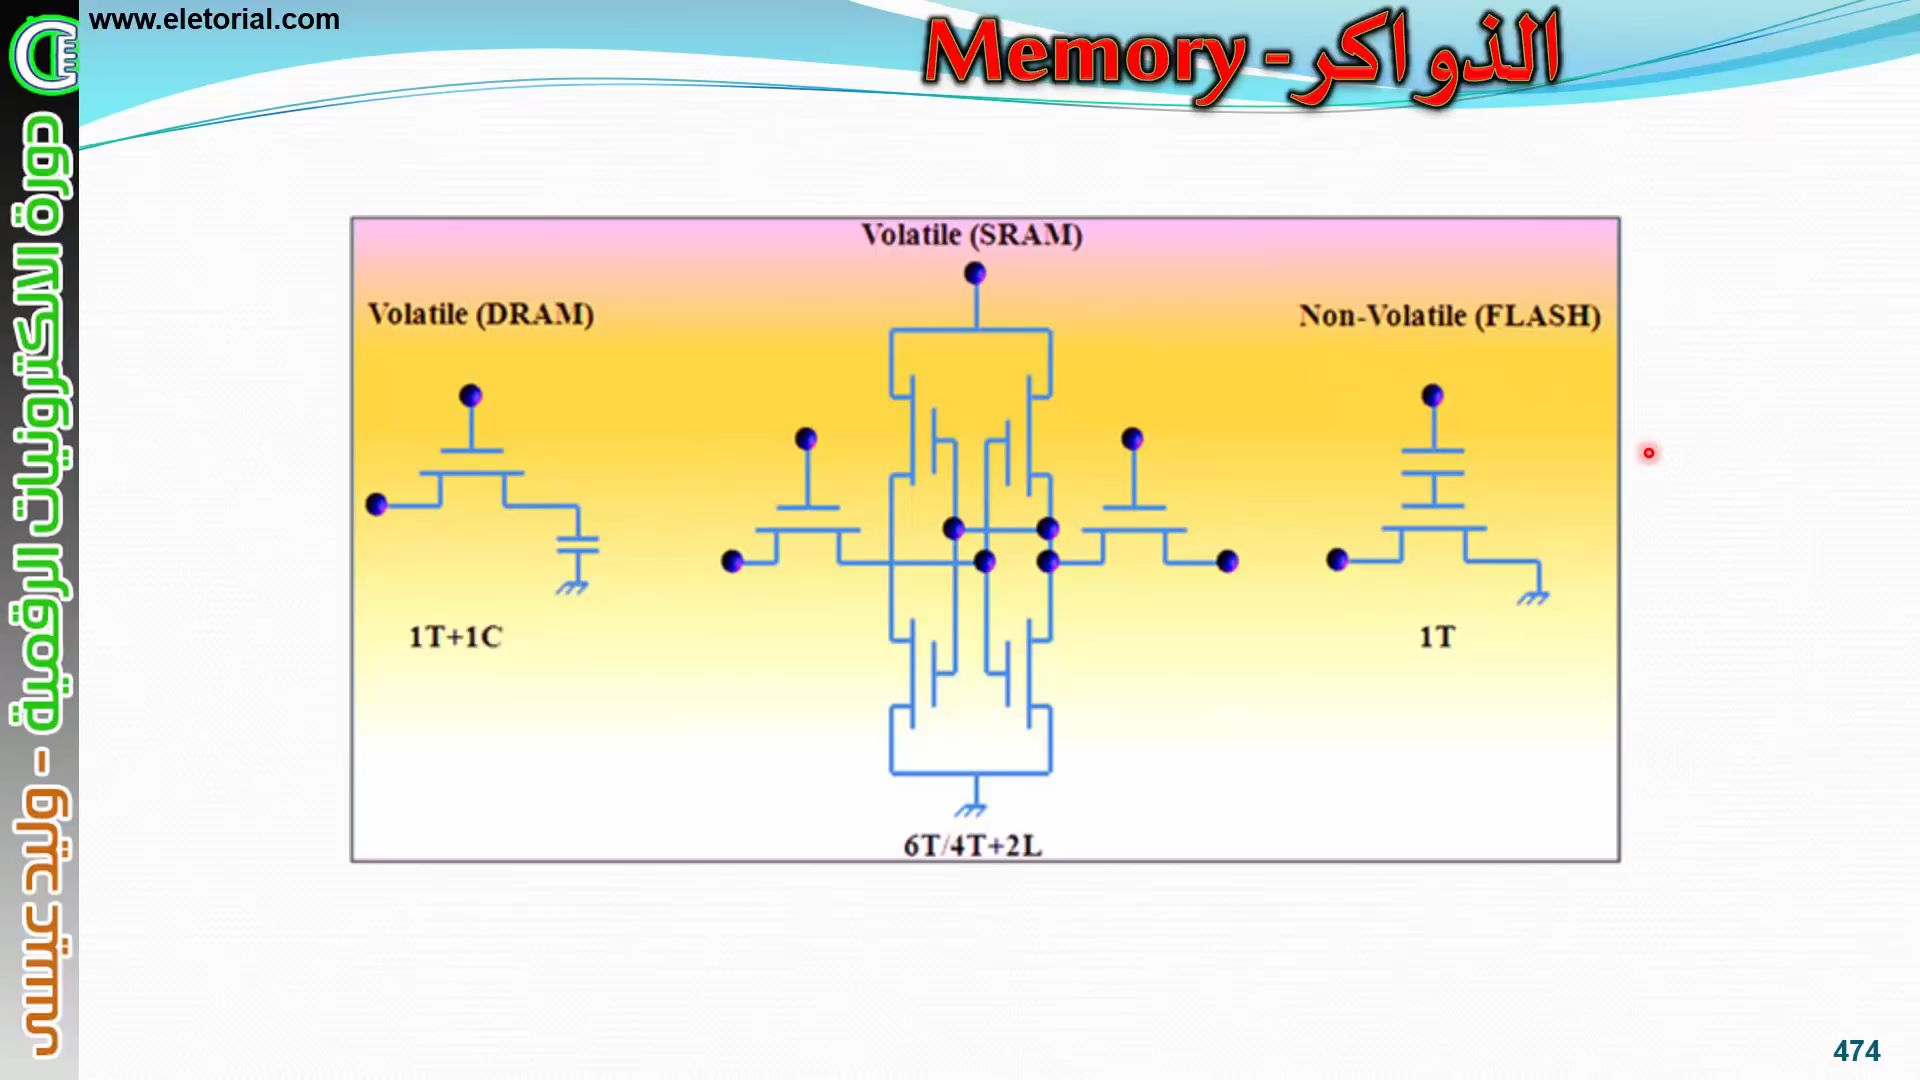 www.eletorial.com
الذواكر - Memory
دورة الالكترونيات الرقمية - وليد عيسى
Volatile (SRAM)
Volatile (DRAM)
Non-Volatile (FLASH)
1T+1C
1T
6T/4T+2L
474